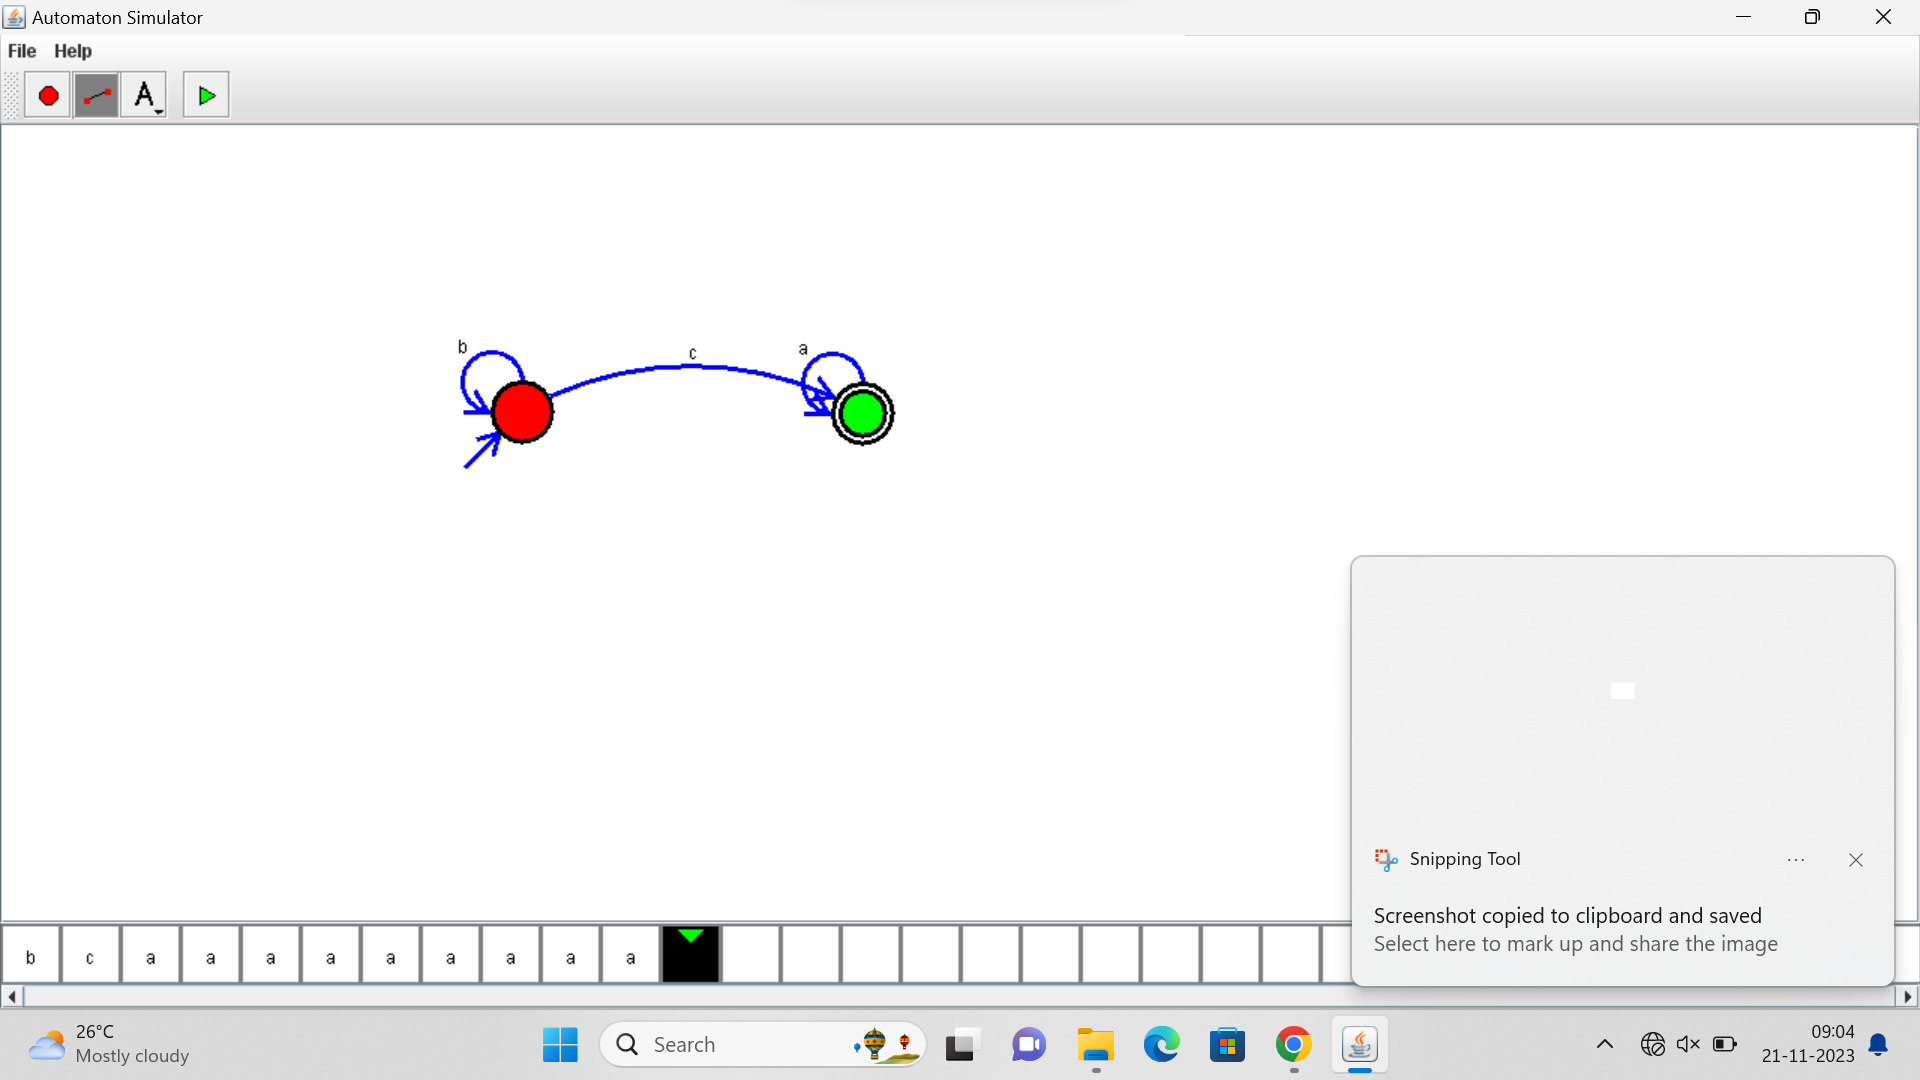 Automaton Simulator
File Help
A
b
c
a
b c a a a a a a a a a
Snipping Tool
Screenshot copied to clipboard and saved
Select here to mark up and share the image
26°C
Mostly cloudy
Search
09:04
21-11-2023